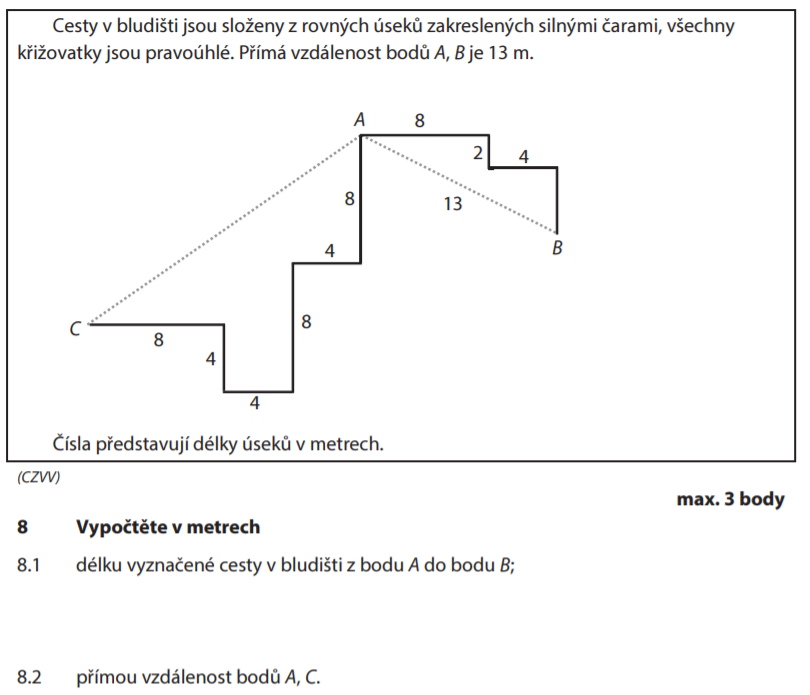 Cesty v bludišti jsou složeny z rovných úseků zakreslených silnými čarami, všechny
křižovatky jsou pravoúhlé. Přímá vzdálenost bodů A, B je 13 m.
A
8
2
4
8
13
4
B
C
8
8
4
4
Čísla představují délky úseků v metrech.
(CZVV)
max. 3 body
8 Vypočtěte v metrech
8.1 délku vyznačené cesty v bludišti z bodu A do bodu B;
8.2 přímou vzdálenost bodů A, C.